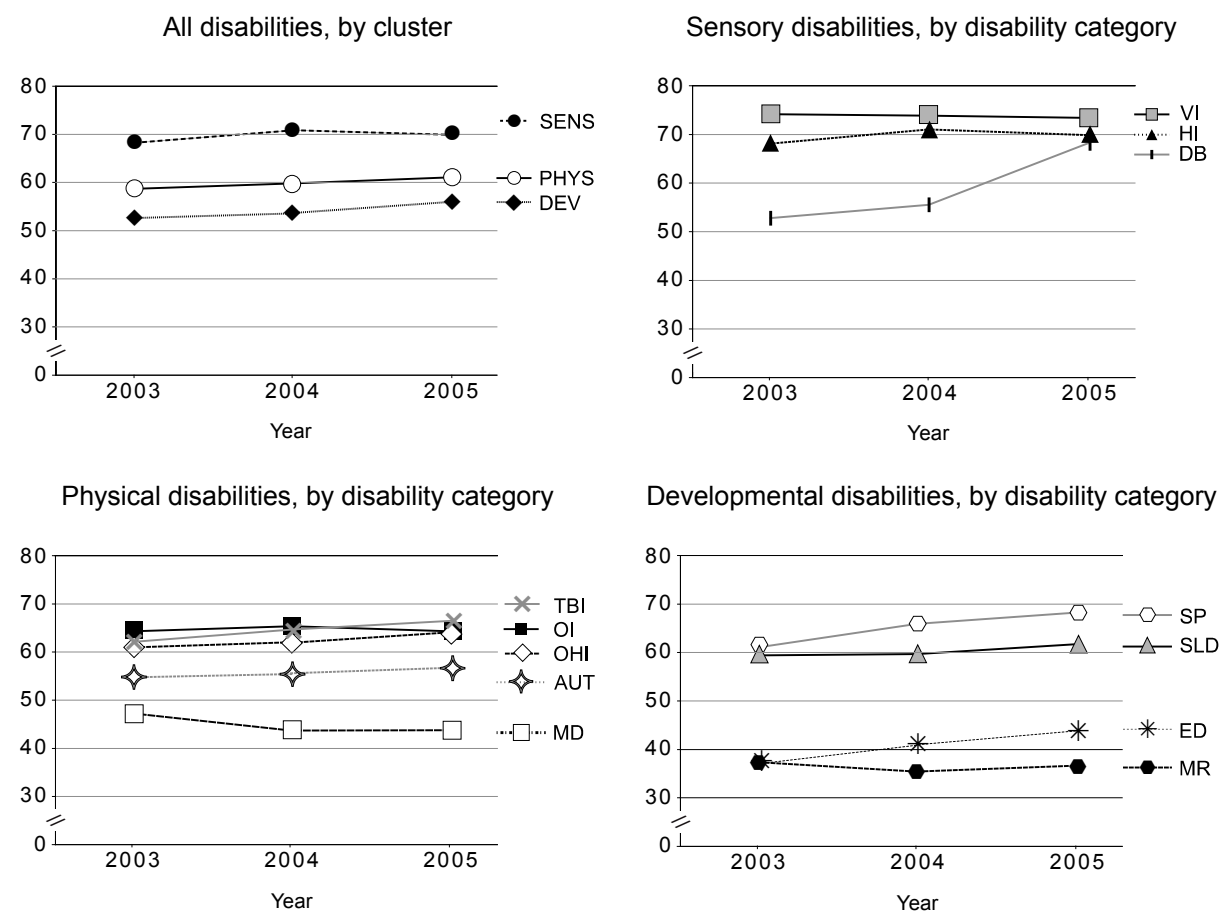 All disabilities, by cluster
80
70
60
50
40
30
0
2003 2004 2005
Year
SENS
PHYS
DEV
Sensory disabilities, by disability category
80
70
60
50
40
30
0
2003 2004 2005
Year
VI
HI
DB
Physical disabilities, by disability category
80
70
60
50
40
30
0
2003 2004 2005
Year
TBI
OI
OHI
AUT
MD
Developmental disabilities, by disability category
80
70
60
50
40
30
0
2003 2004 2005
Year
SP
SLD
ED
MR